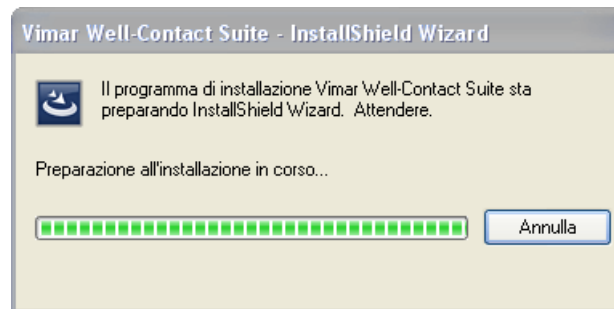 Vimar Well-Contact Suite - InstallShield Wizard
Il programma di installazione Vimar Well-Contact Suite sta
preparando InstallShield Wizard. Attendere.
Preparazione all'installazione in corso...
Annulla